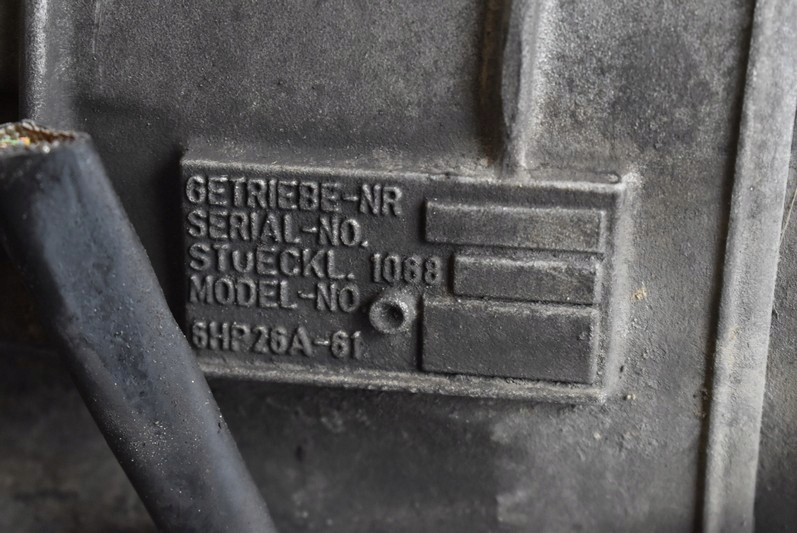 GETRIEBE-NR
SERIAL-NO.
STUECKL. 1068
MODEL-NO
6HP26A-61